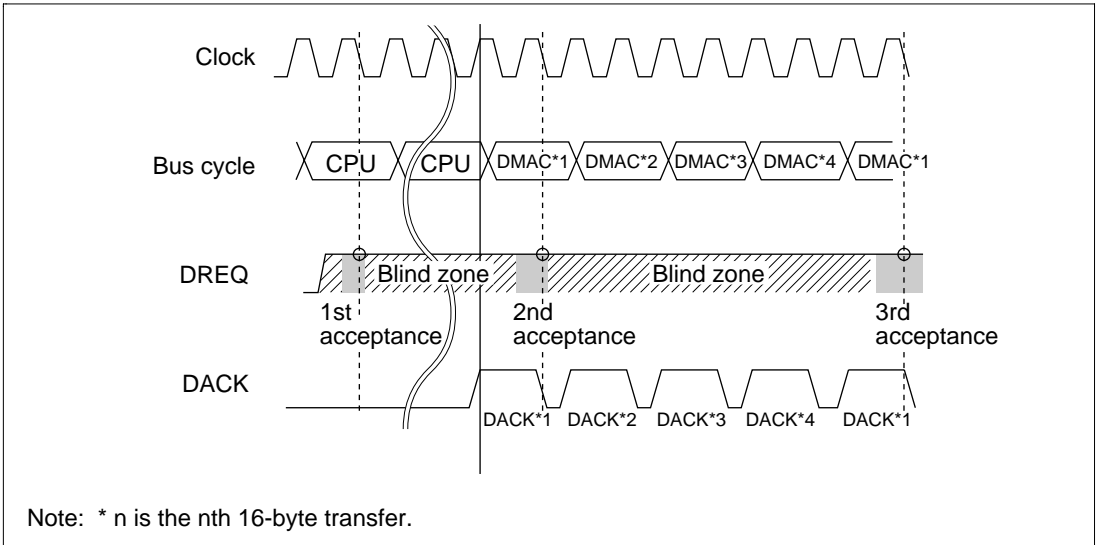 Clock
Bus cycle
CPU CPU DMAC*1 DMAC*2 DMAC*3 DMAC*4 DMAC*1
DREQ
Blind zone Blind zone
1st acceptance
2nd acceptance
3rd acceptance
DACK
DACK*1 DACK*2 DACK*3 DACK*4 DACK*1
Note: * n is the nth 16-byte transfer.